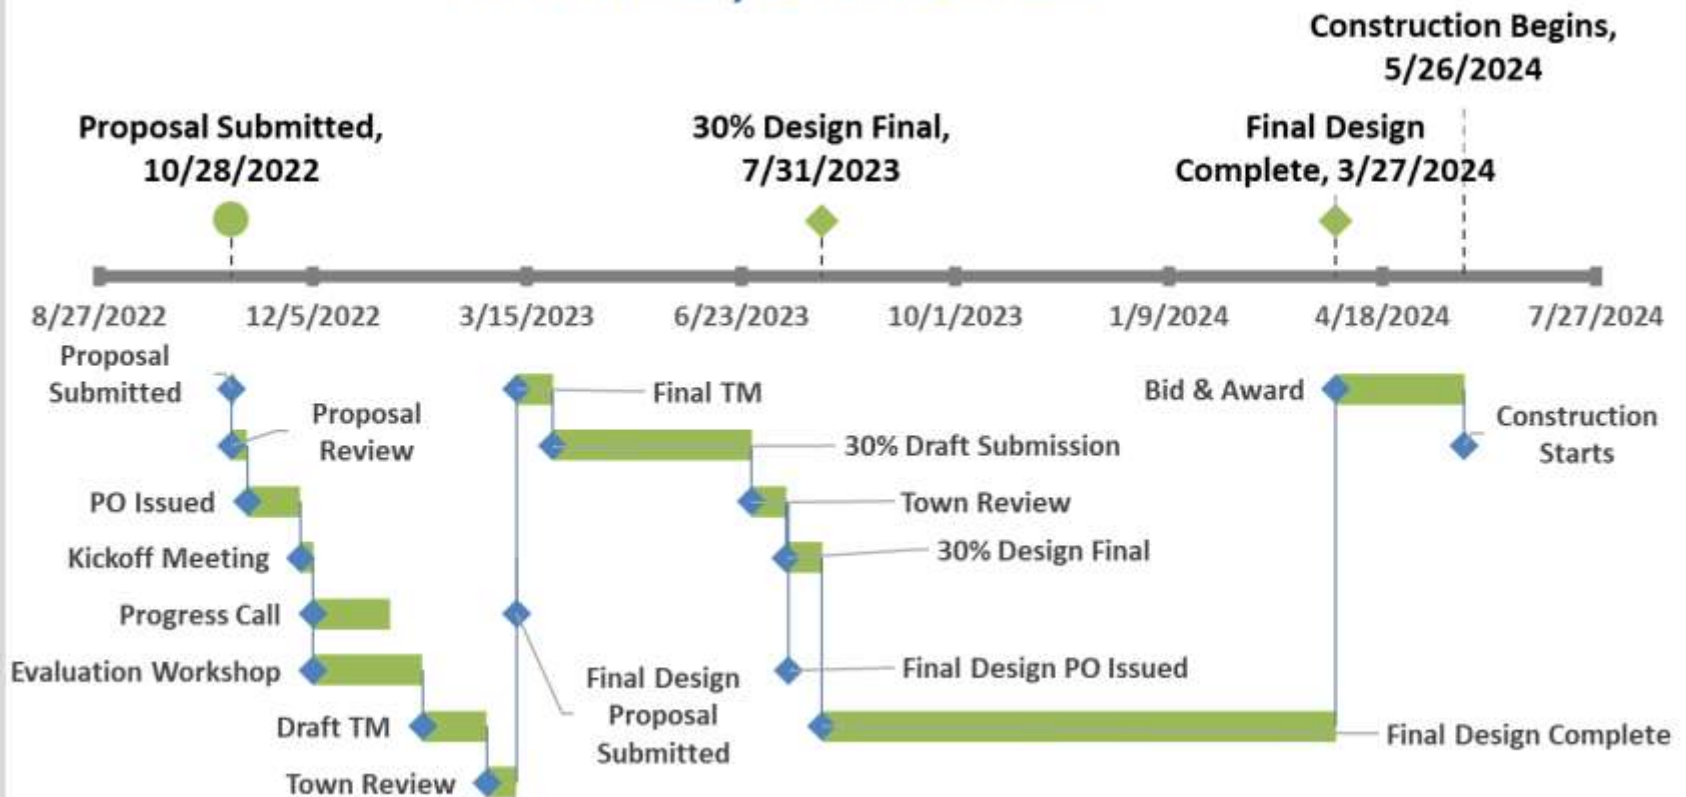 Construction Begins,
5/26/2024
Proposal Submitted,
10/28/2022
30% Design Final,
7/31/2023
Final Design
Complete, 3/27/2024
8/27/2022
12/5/2022
3/15/2023
6/23/2023
10/1/2023
1/9/2024
4/18/2024
7/27/2024
Proposal
Submitted
Proposal
Review
PO Issued
Kickoff Meeting
Progress Call
Evaluation Workshop
Draft TM
Town Review
Final TM
30% Draft Submission
Town Review
30% Design Final
Final Design PO Issued
Final Design
Proposal
Submitted
Final Design Complete
Bid & Award
Construction
Starts